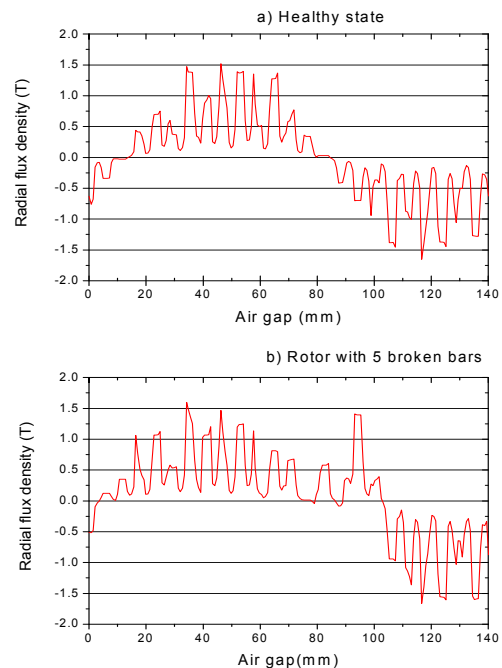 a) Healthy state
2.0
1.5
1.0
0.5
0.0
-0.5
-1.0
-1.5
-2.0
Radial flux density (T)
0 20 40 60 80 100 120 140
Air gap (mm)
b) Rotor with 5 broken bars
2.0
1.5
1.0
0.5
0.0
-0.5
-1.0
-1.5
-2.0
Radial flux density (T)
0 20 40 60 80 100 120 140
Air gap(mm)